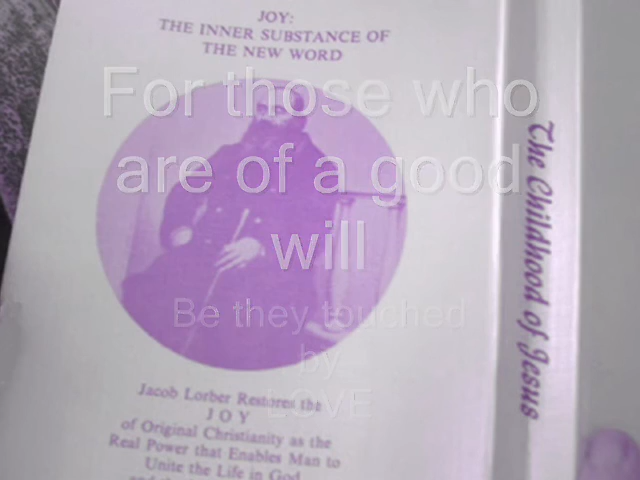 JOY:
THE INNER SUBSTANCE OF
THE NEW WORD
For those who
are of a good
will
Be they touched
by
LOVE
Jacob Lorber Restores the
JOY
of Original Christianity as the
Real Power that Enables Man to
Unite the Life in God
The Childhood of Jesus